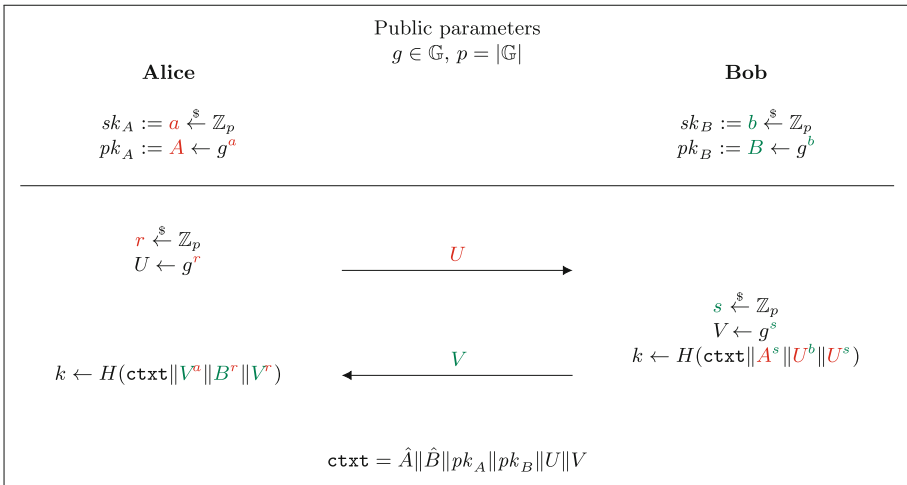 Public parameters
g ∈ 𝔾, p = |𝔾|
Alice
Bob
sk_A := a ←$ ℤ_p
pk_A := A ← g^a
sk_B := b ←$ ℤ_p
pk_B := B ← g^b
r ←$ ℤ_p
U ← g^r
U
s ←$ ℤ_p
V ← g^s
k ← H(ctxt‖A^s‖U^b‖U^s)
V
k ← H(ctxt‖V^a‖B^r‖V^r)
ctxt = Â‖B̂‖pk_A‖pk_B‖U‖V